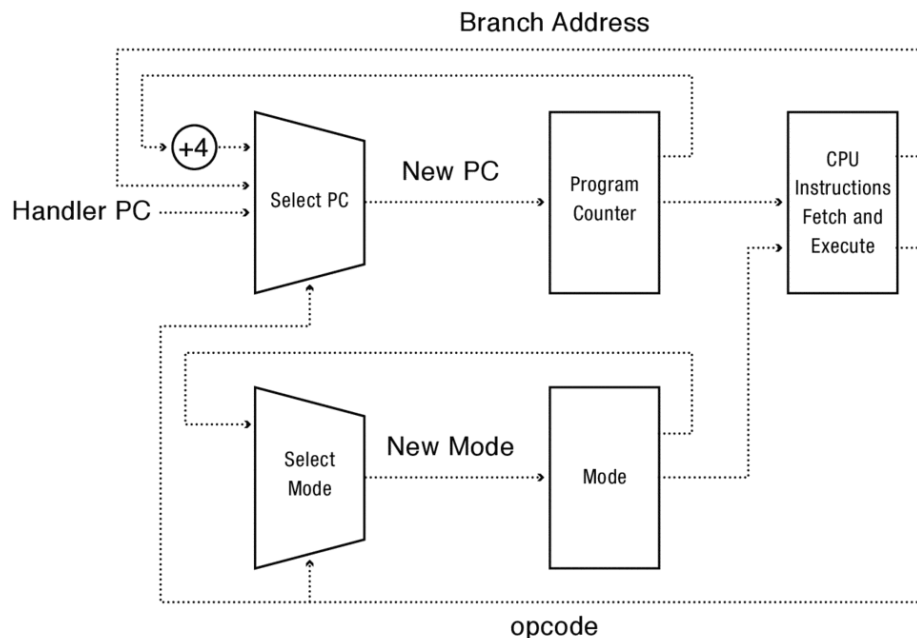 Branch Address
+4
Select PC
New PC
Program
Counter
CPU
Instructions
Fetch and
Execute
Handler PC
Select
Mode
New Mode
Mode
opcode